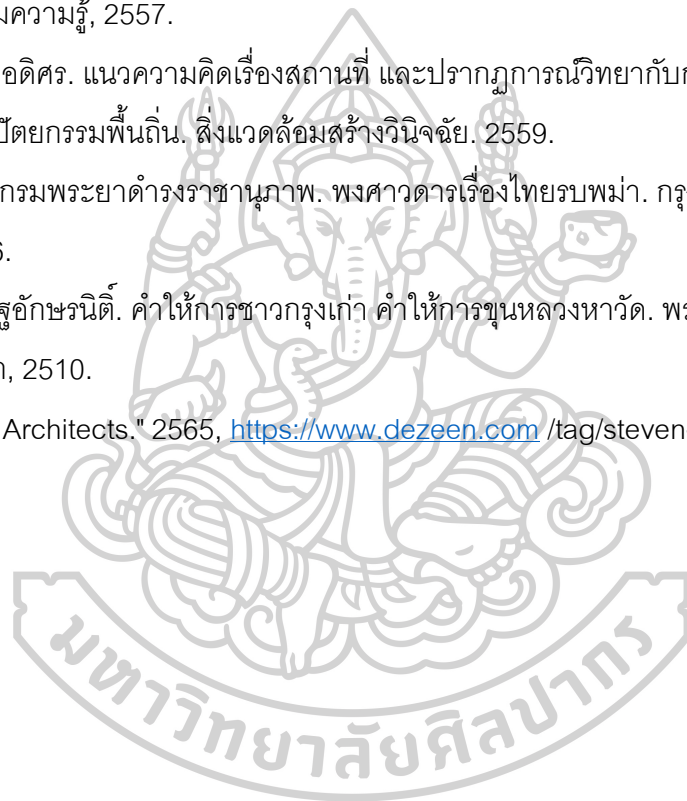 มความรู้, 2557.
อดิศร. แนวความคิดเรื่องสถานที่ และปรากฏการณ์วิทยากับก
ปัตยกรรมพื้นถิ่น. สิ่งแวดล้อมสร้างวินิจฉัย. 2559.
กรมพระยาดำรงราชานุภาพ. พงศาวดารเรื่องไทยรบพม่า. กรุ
6.
ฐอักษรนิติ์. คำให้การชาวกรุงเก่า คำให้การขุนหลวงหาวัด. พร
า, 2510.
Architects." 2565, https://www.dezeen.com /tag/steven-
มหาวิทยาลัยศิลปากร